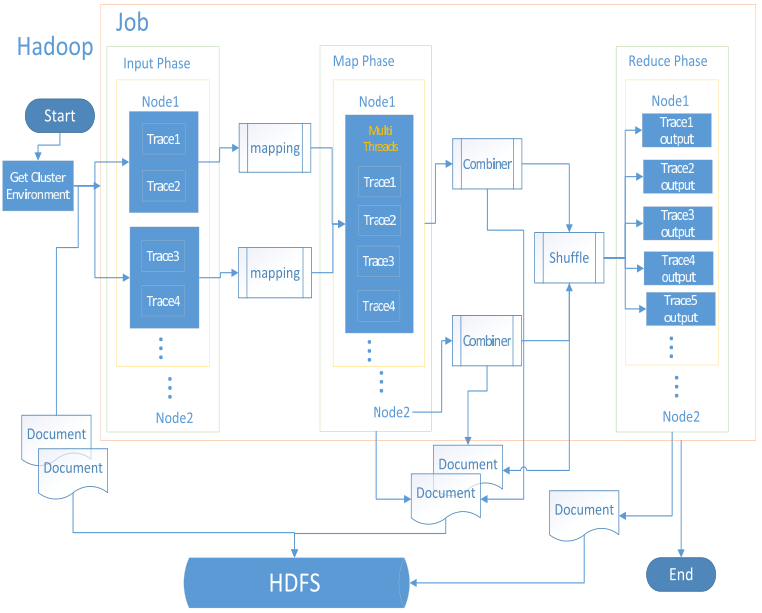 Hadoop
Job
Start
Get Cluster
Environment
Input Phase
Node1
Trace1
Trace2
Trace3
Trace4
Node2
mapping
mapping
Map Phase
Node1
Multi
Threads
Trace1
Trace2
Trace3
Trace4
Node2
Combiner
Combiner
Shuffle
Reduce Phase
Node1
Trace1
output
Trace2
output
Trace3
output
Trace4
output
Trace5
output
Node2
Document
Document
Document
Document
Document
HDFS
End